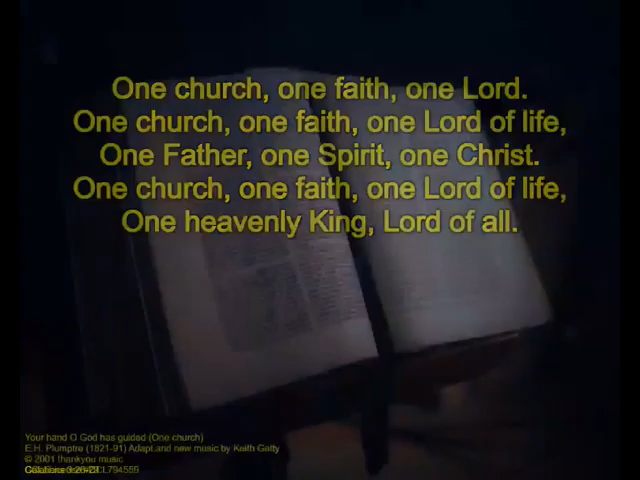 One church, one faith, one Lord.
One church, one faith, one Lord of life,
One Father, one Spirit, one Christ.
One church, one faith, one Lord of life,
One heavenly King, Lord of all.
Your hand O God has guided (One church)
E.H. Plumptre (1821-91) Adapt.and new music by Keith Getty
© 2001 thankyou music